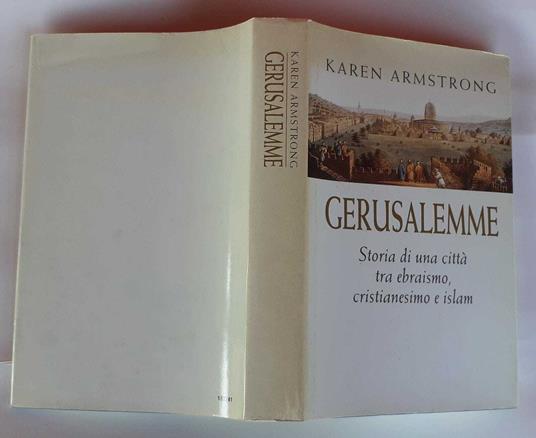 KAREN ARMSTRONG
GERUSALEMME
Storia di una città
tra ebraismo,
cristianesimo e islam
KAREN ARMSTRONG
GERUSALEMME